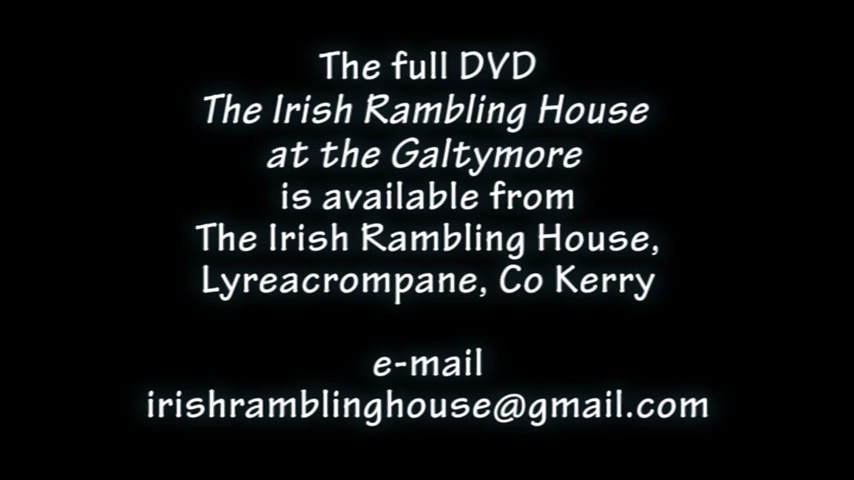 The full DVD
The Irish Rambling House
at the Galtymore
is available from
The Irish Rambling House,
Lyreacrompane, Co Kerry
e-mail
irishramblinghouse@gmail.com